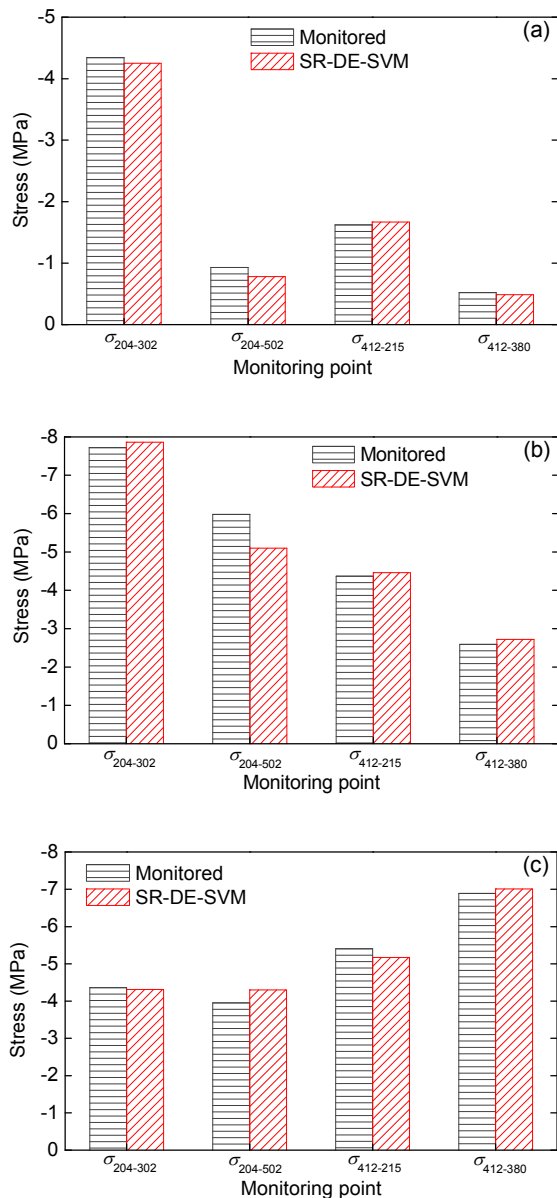 (a)
Monitored
SR-DE-SVM
Stress (MPa)
-5
-4
-3
-2
-1
0
σ204-302 σ204-502 σ412-215 σ412-380
Monitoring point
(b)
Monitored
SR-DE-SVM
Stress (MPa)
-8
-7
-6
-5
-4
-3
-2
-1
0
σ204-302 σ204-502 σ412-215 σ412-380
Monitoring point
(c)
Monitored
SR-DE-SVM
Stress (MPa)
-8
-7
-6
-5
-4
-3
-2
-1
0
σ204-302 σ204-502 σ412-215 σ412-380
Monitoring point